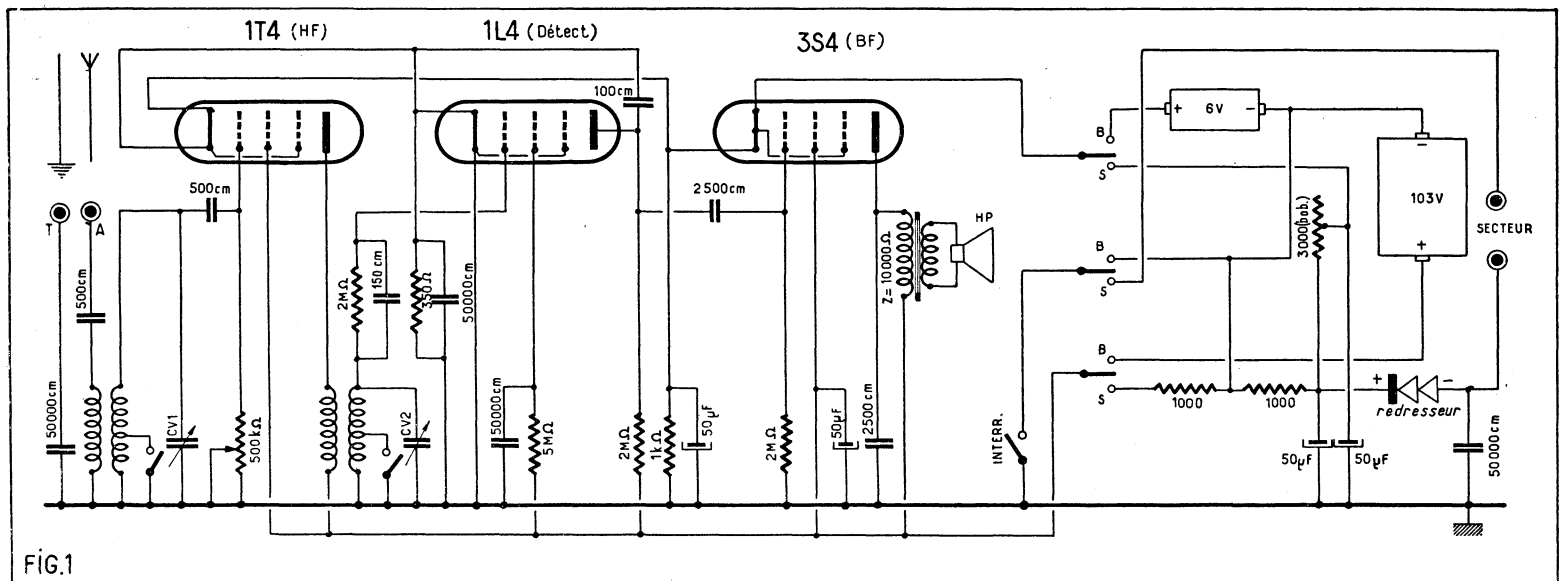 1T4 (HF)
1L4 (Détect)
3S4 (BF)
100cm
+ 6V -
B
S
-
103V
+
SECTEUR
T
A
500cm
2500cm
HP
Z=10000Ω
3000(bob.)
B
S
500cm
2MΩ
150cm
350Ω
50000cm
B
S
1000
1000
+ -
redresseur
50000cm
CV1
500kΩ
CV2
50000cm
5MΩ
2MΩ
1kΩ
50µF
2MΩ
50µF
2500cm
INTERR.
50µF
50µF
50000cm
FIG.1